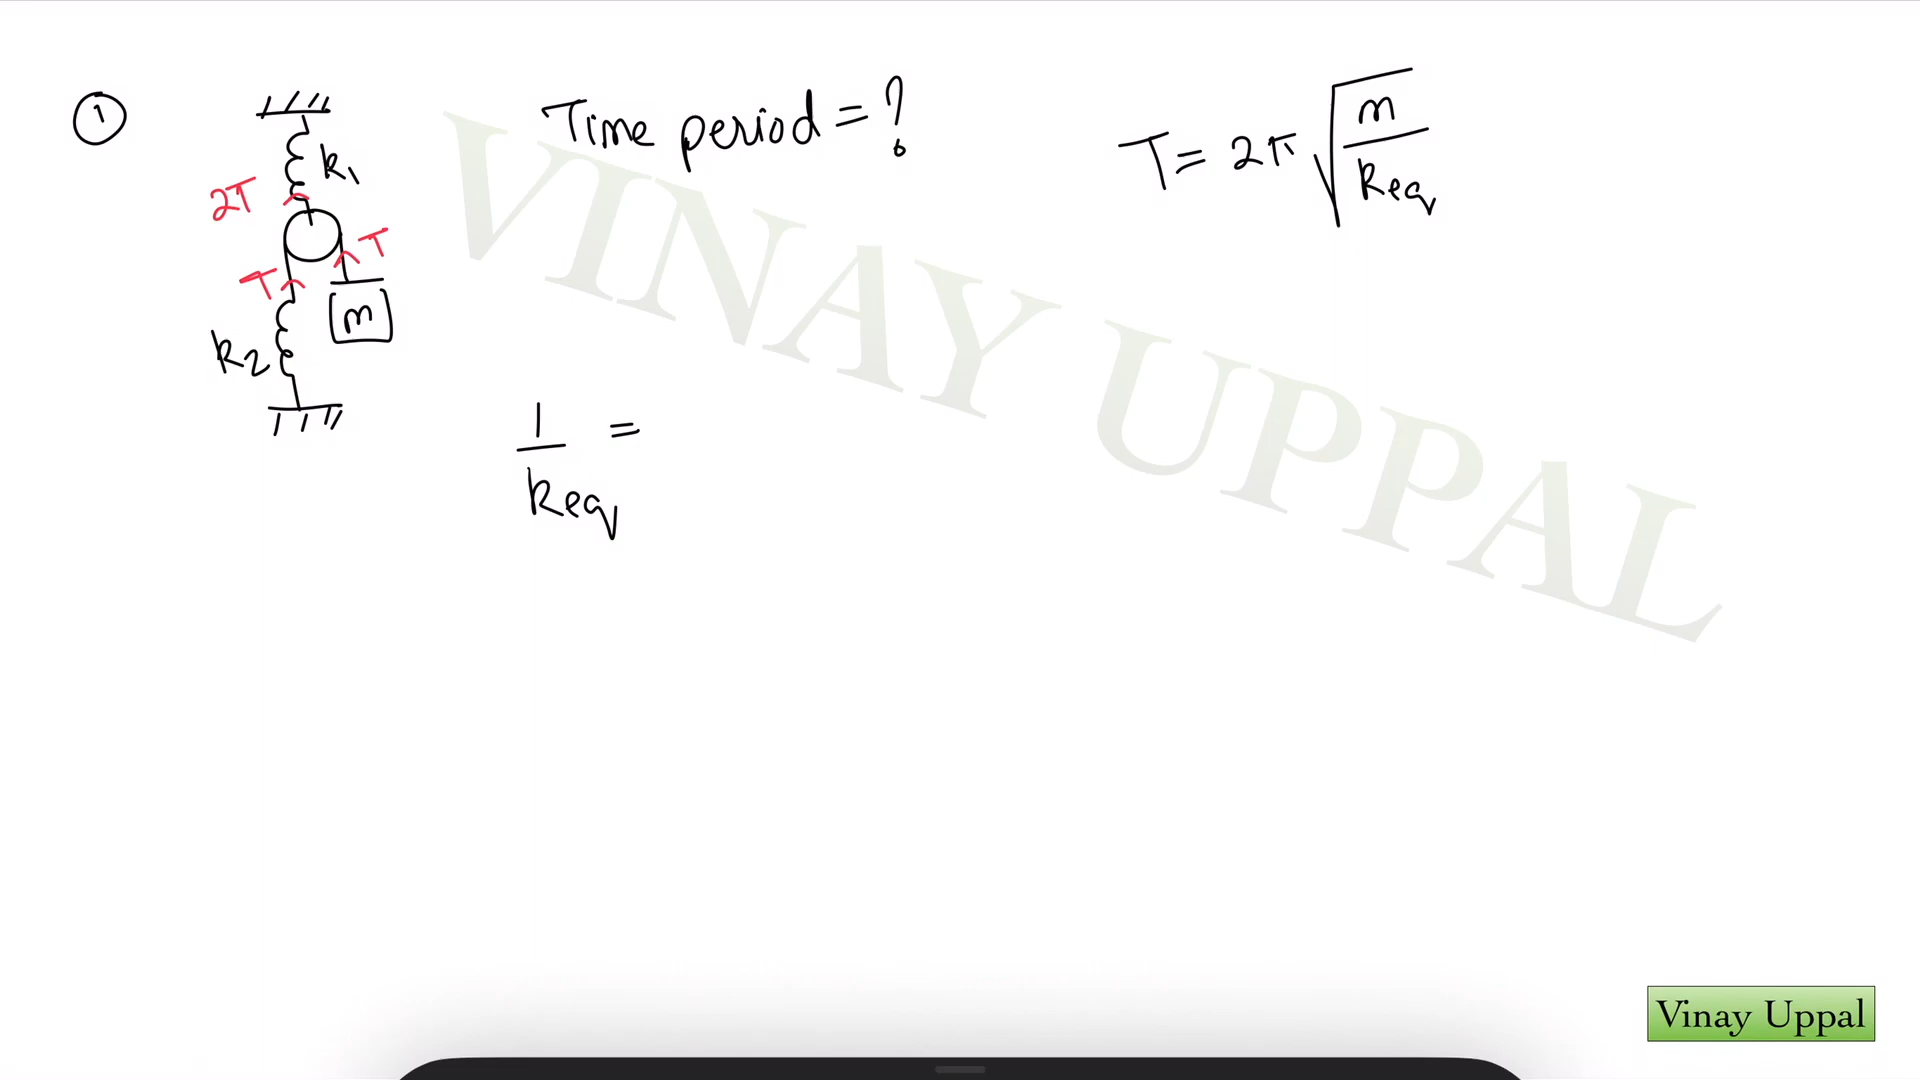 1
Time period = ?
T = 2π √(m/keq)
k₁
2T
T
T
m
k₂
1/keq =
VINAY UPPAL
Vinay Uppal